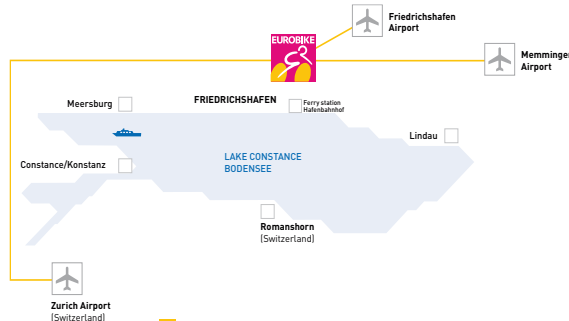 Friedrichshafen
Airport
EUROBIKE
Memmingen
Airport
Meersburg
FRIEDRICHSHAFEN
Ferry station
Hafenbahnhof
Lindau
Constance/Konstanz
LAKE CONSTANCE
BODENSEE
Romanshorn
(Switzerland)
Zurich Airport
(Switzerland)